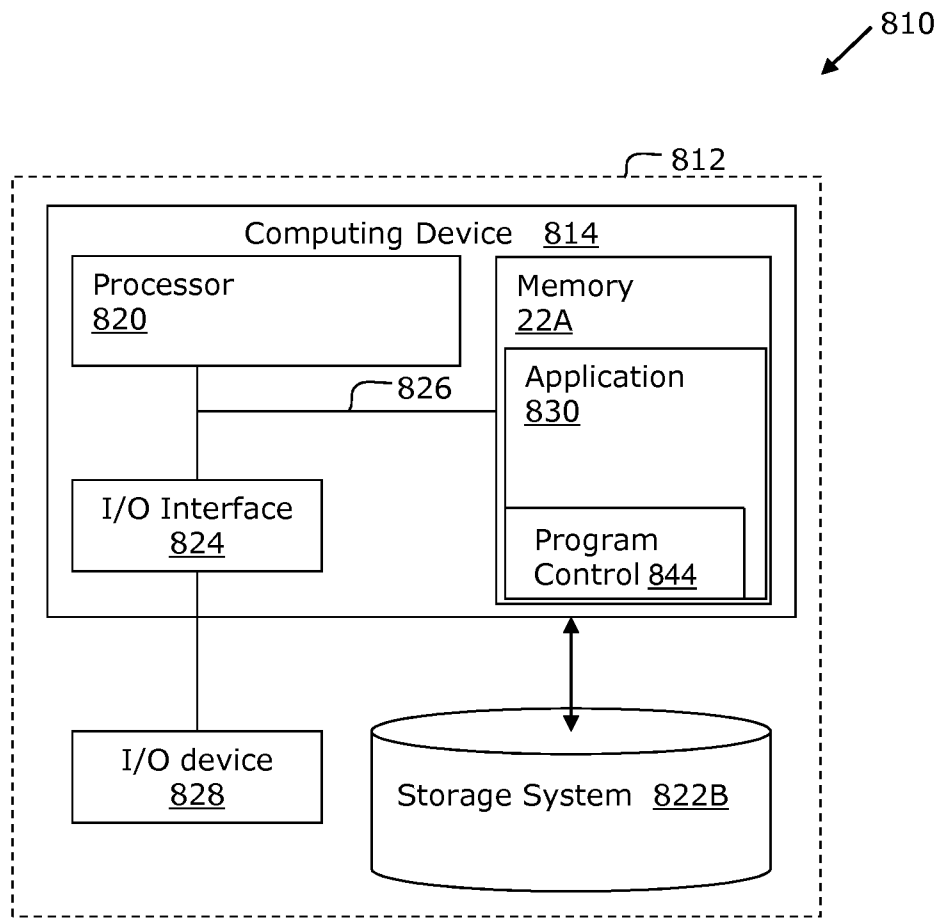 810
812
Computing Device 814
Processor
820
Memory
22A
Application
830
826
I/O Interface
824
Program
Control 844
I/O device
828
Storage System 822B